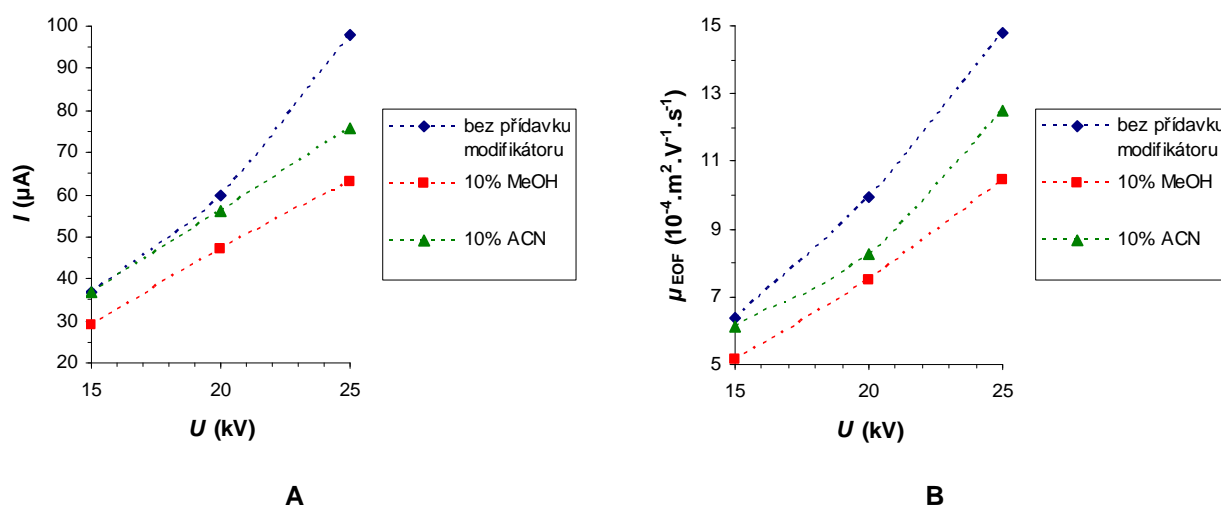 100
90
80
70
60
50
40
30
20
I (µA)
15 20 25
U (kV)
bez přídavku
modifikátoru
10% MeOH
10% ACN
A
15
13
11
9
7
5
µEOF (10⁻⁴.m².V⁻¹.s⁻¹)
15 20 25
U (kV)
bez přídavku
modifikátoru
10% MeOH
10% ACN
B